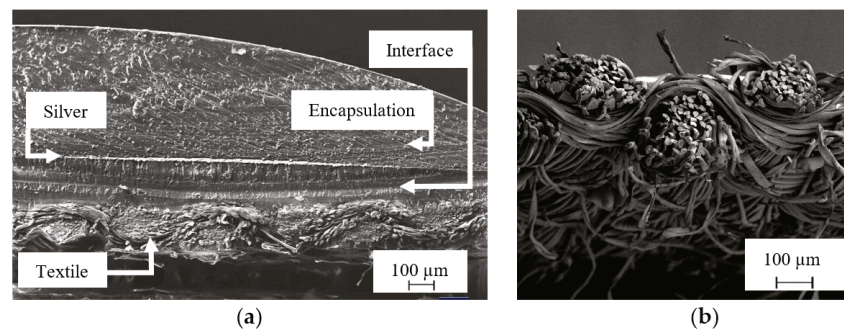 Interface
Silver
Encapsulation
Textile
100 µm
(a)
100 µm
(b)